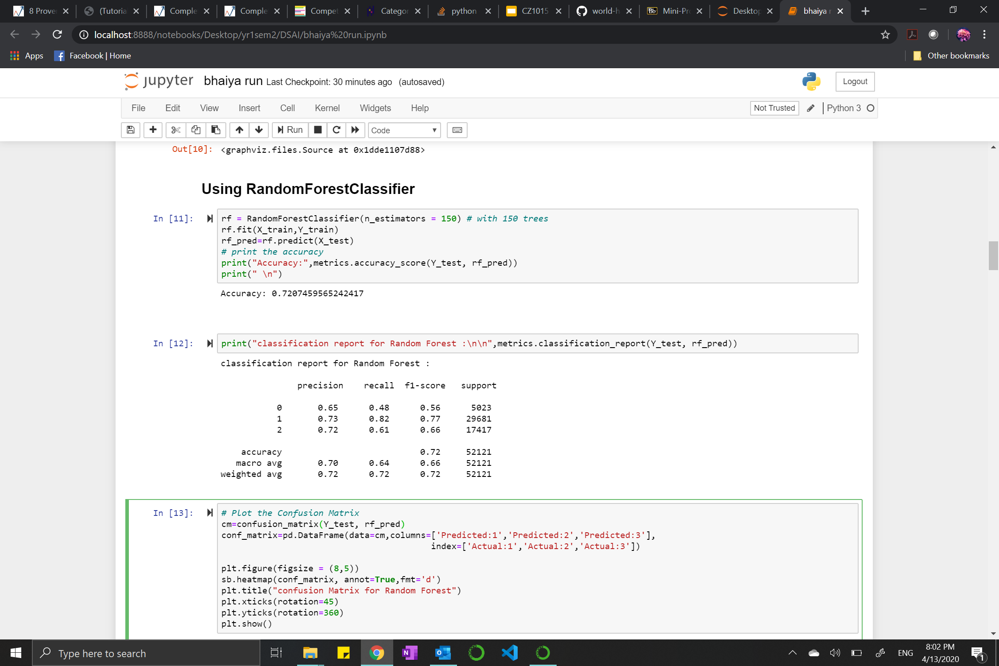 8 Prove
(Tutoria
Comple
Comple
Compet
Categor
python
CZ1015
world-h
Mini-Pr
Desktop
bhaiya r
localhost:8888/notebooks/Desktop/yr1sem2/DSAI/bhaiya%20run.ipynb
Apps
Facebook | Home
Other bookmarks
jupyter bhaiya run Last Checkpoint: 30 minutes ago (autosaved)
Logout
File Edit View Insert Cell Kernel Widgets Help
Not Trusted
Python 3
Run
Code
Out[10]: <graphviz.files.Source at 0x1dde1107d88>
Using RandomForestClassifier
In [11]: rf = RandomForestClassifier(n_estimators = 150) # with 150 trees
rf.fit(X_train,Y_train)
rf_pred=rf.predict(X_test)
# print the accuracy
print("Accuracy:",metrics.accuracy_score(Y_test, rf_pred))
print(" \n")
Accuracy: 0.7207459565242417
In [12]: print("classification report for Random Forest :\n\n",metrics.classification_report(Y_test, rf_pred))
classification report for Random Forest :
precision recall f1-score support
0 0.65 0.48 0.56 5023
1 0.73 0.82 0.77 29681
2 0.72 0.61 0.66 17417
accuracy 0.72 52121
macro avg 0.70 0.64 0.66 52121
weighted avg 0.72 0.72 0.72 52121
In [13]: # Plot the Confusion Matrix
cm=confusion_matrix(Y_test, rf_pred)
conf_matrix=pd.DataFrame(data=cm,columns=['Predicted:1','Predicted:2','Predicted:3'],
index=['Actual:1','Actual:2','Actual:3'])
plt.figure(figsize = (8,5))
sb.heatmap(conf_matrix, annot=True,fmt='d')
plt.title("confusion Matrix for Random Forest")
plt.xticks(rotation=45)
plt.yticks(rotation=360)
plt.show()
Type here to search
ENG
8:02 PM
4/13/2020
1